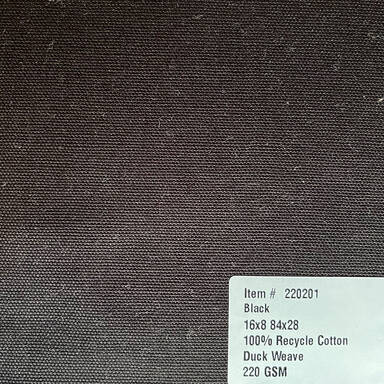 Item # 220201
Black
16x8 84x28
100% Recycle Cotton
Duck Weave
220 GSM